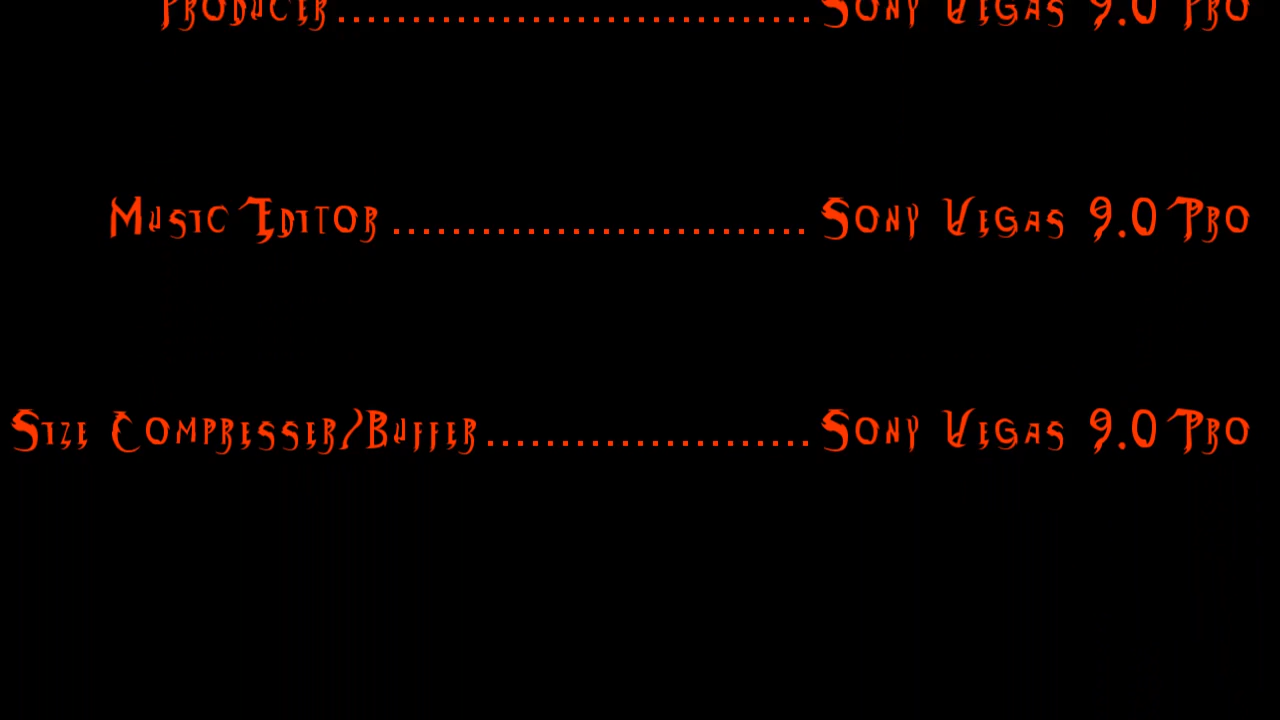 Producer................................ Sony Vegas 9.0 Pro
Music Editor ............................ Sony Vegas 9.0 Pro
Size Compresser/Buffer...................... Sony Vegas 9.0 Pro